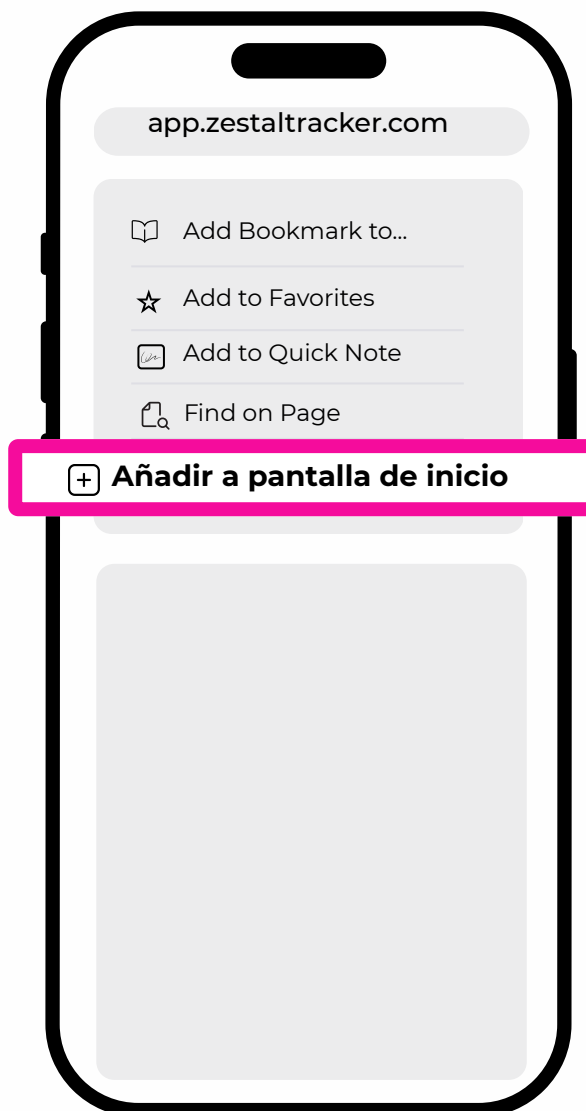 app.zestaltracker.com
Add Bookmark to...
Add to Favorites
Add to Quick Note
Find on Page
Añadir a pantalla de inicio